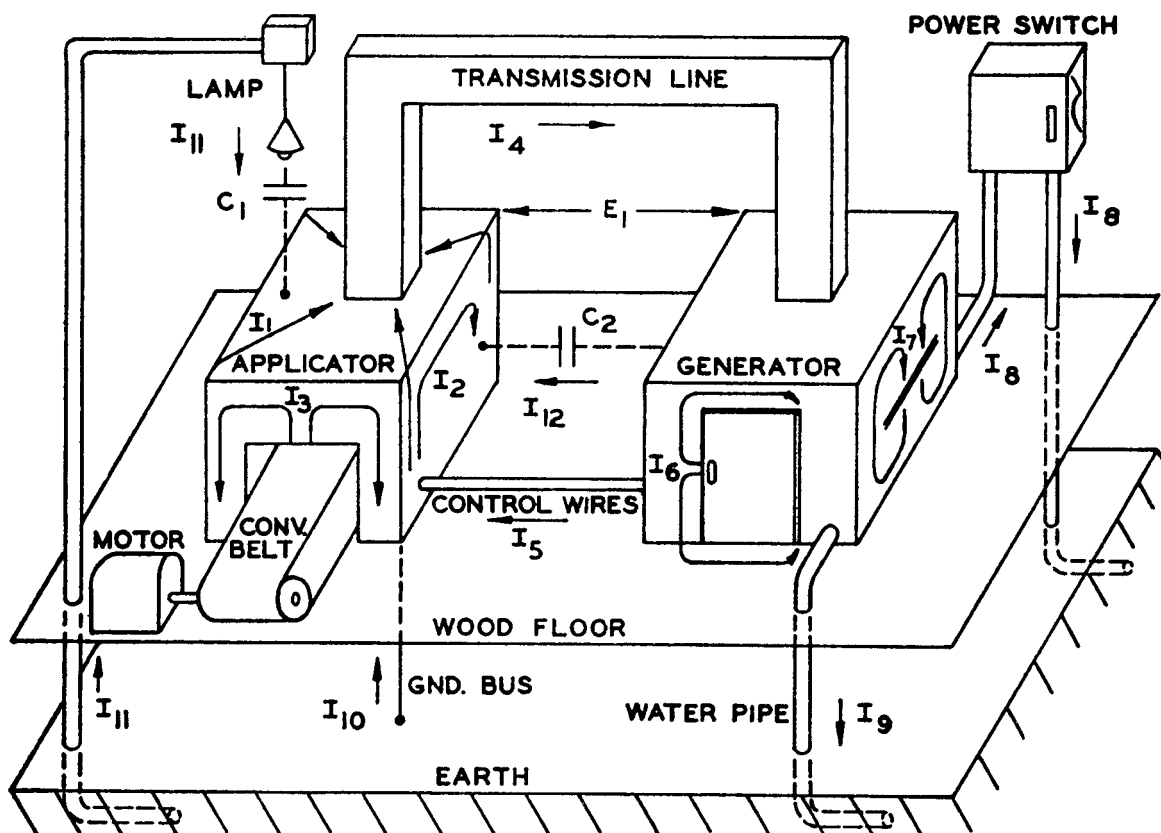 POWER SWITCH
TRANSMISSION LINE
LAMP
I11
I4
C1
E1
I8
I1
C2
I7
APPLICATOR
GENERATOR
I8
I3
I2
I12
I6
CONTROL WIRES
I5
CONV.
BELT
MOTOR
WOOD FLOOR
I11
I10
GND. BUS
WATER PIPE
I9
EARTH